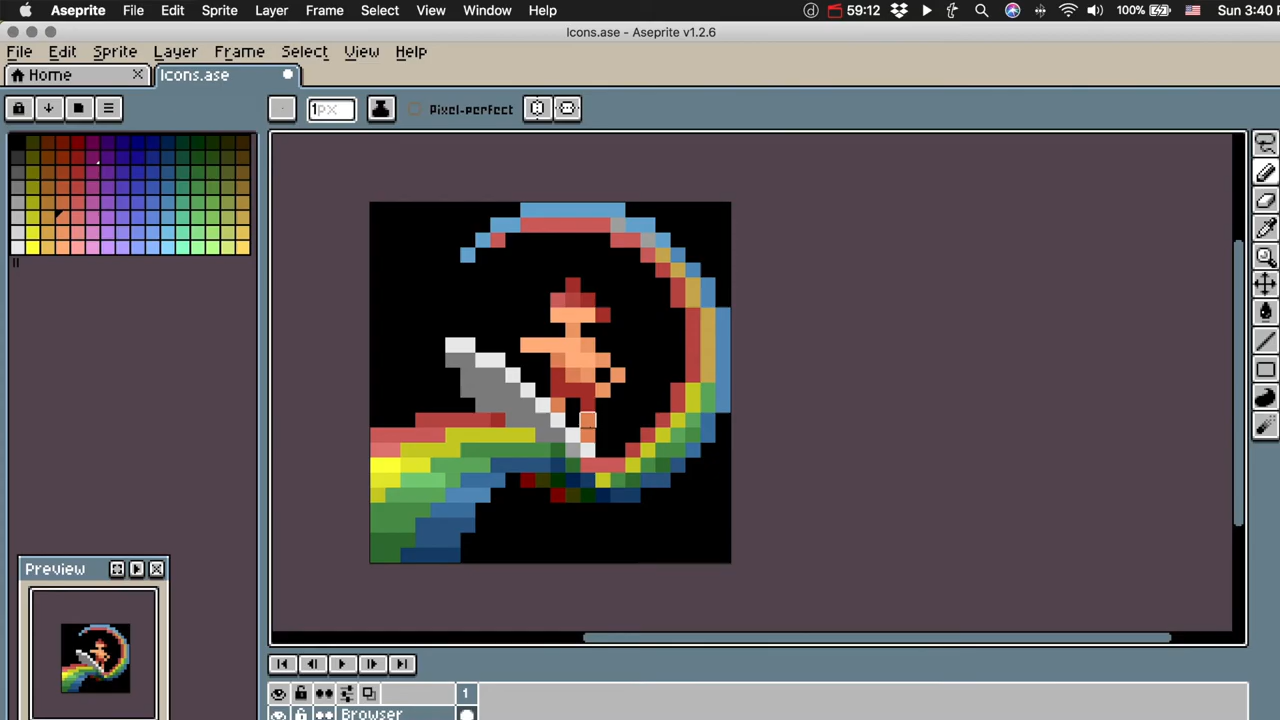 Aseprite File Edit Sprite Layer Frame Select View Window Help 59:12 100% Sun 3:40 P
Icons.ase - Aseprite v1.2.6
File Edit Sprite Layer Frame Select View Help
Home Icons.ase
1px Pixel-perfect
Preview
1
Browser